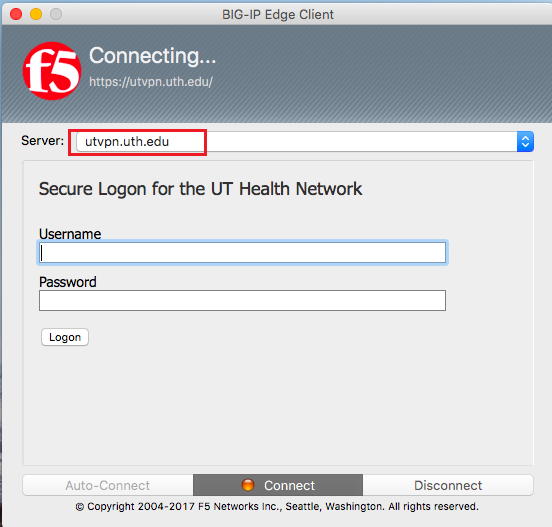 BIG-IP Edge Client
f5
Connecting...
https://utvpn.uth.edu/
Server: utvpn.uth.edu
Secure Logon for the UT Health Network
Username
Password
Logon
Auto-Connect Connect Disconnect
© Copyright 2004-2017 F5 Networks Inc., Seattle, Washington. All rights reserved.